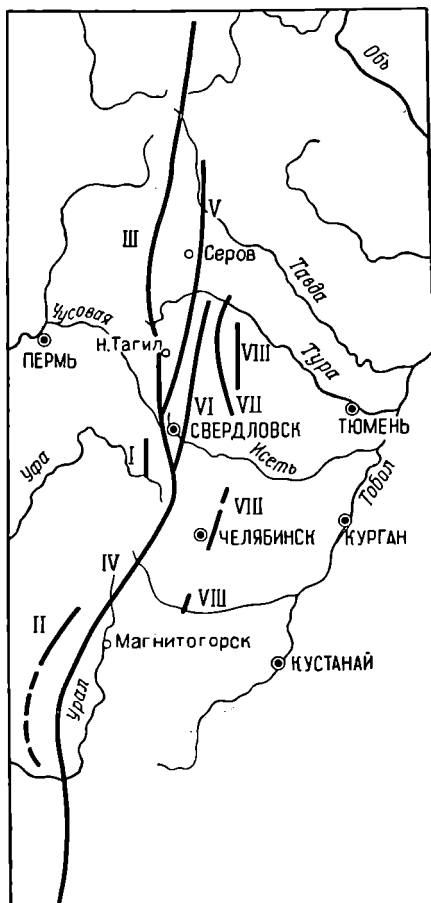 Обь
V
III
Серов
Тавда
Чусовая
Н.Тагил
ПЕРМЬ
VIII
Тура
VI
VII
СВЕРДЛОВСК
ТЮМЕНЬ
I
Уфа
Исеть
Тобол
VIII
ЧЕЛЯБИНСК
КУРГАН
IV
VIII
II
Магнитогорск
КУСТАНАЙ
Урал